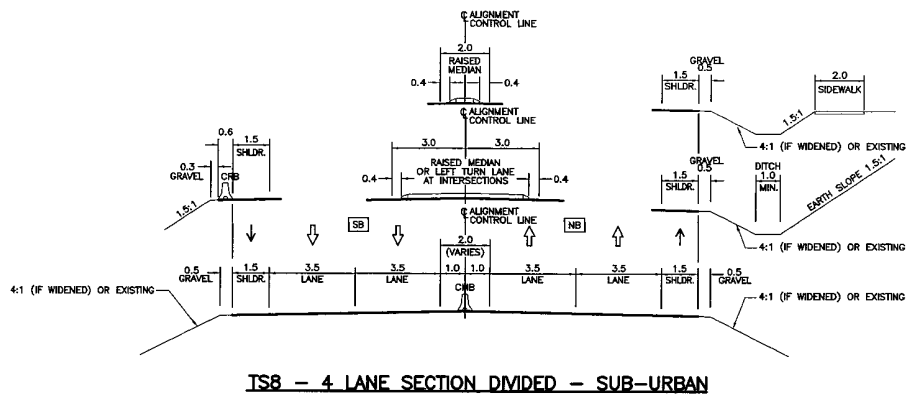 ℄ ALIGNMENT
CONTROL LINE
2.0
RAISED
MEDIAN
0.4
0.4
℄ ALIGNMENT
CONTROL LINE
GRAVEL
0.5
1.5
SHLDR.
2.0
SIDEWALK
1.5:1
4:1 (IF WIDENED) OR EXISTING
0.6
1.5
SHLDR.
0.3
GRAVEL
CRB
1.5:1
3.0
3.0
RAISED MEDIAN
OR LEFT TURN LANE
AT INTERSECTIONS
0.4
0.4
GRAVEL
0.5
1.5
SHLDR.
DITCH
1.0
MIN.
EARTH SLOPE 1.5:1
4:1 (IF WIDENED) OR EXISTING
SB
℄ ALIGNMENT
CONTROL LINE
NB
2.0
(VARIES)
0.5
GRAVEL
1.5
SHLDR.
3.5
LANE
3.5
LANE
1.0
1.0
CMB
3.5
LANE
3.5
LANE
1.5
SHLDR.
0.5
GRAVEL
4:1 (IF WIDENED) OR EXISTING
4:1 (IF WIDENED) OR EXISTING
TS8 - 4 LANE SECTION DIVIDED - SUB-URBAN